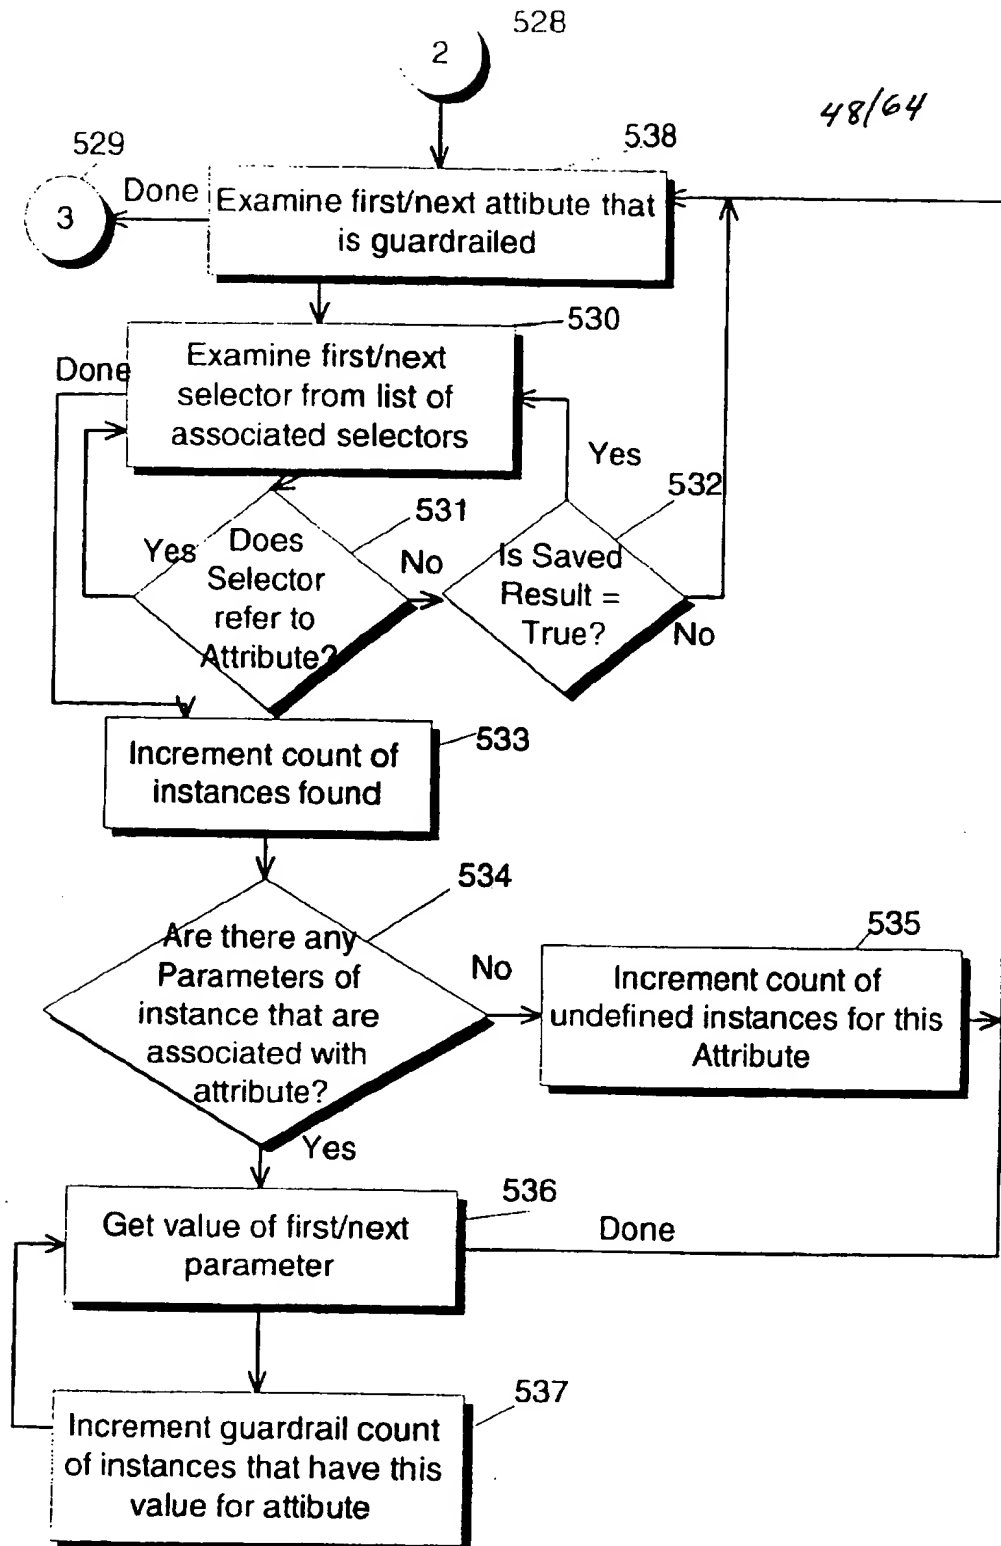 528
2
48/64
529
538
3
Done
Examine first/next attibute that
is guardrailed
530
Done
Examine first/next
selector from list of
associated selectors
Yes
532
531
Yes
Does
Selector
refer to
Attribute?
No
Is Saved
Result =
True?
No
533
Increment count of
instances found
534
Are there any
Parameters of
instance that are
associated with
attribute?
No
535
Increment count of
undefined instances for this
Attribute
Yes
536
Get value of first/next
parameter
Done
537
Increment guardrail count
of instances that have this
value for attibute